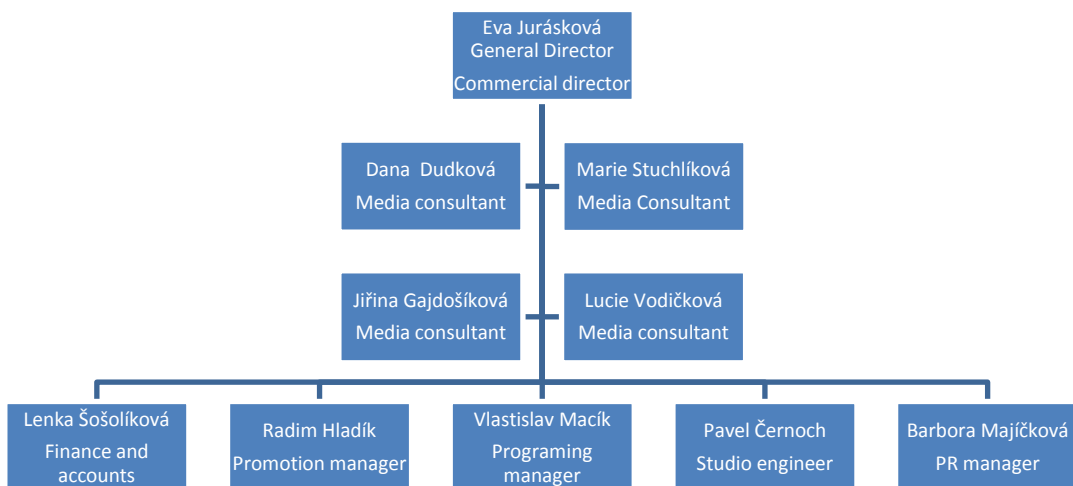 Eva Jurásková
General Director
Commercial director
Dana  Dudková
Media consultant
Marie Stuchlíková
Media Consultant
Jiřina Gajdošíková
Media consultant
Lucie Vodičková
Media consultant
Lenka Šošolíková
Finance and
accounts
Radim Hladík
Promotion manager
Vlastislav Macík
Programing
manager
Pavel Černoch
Studio engineer
Barbora Majíčková
PR manager